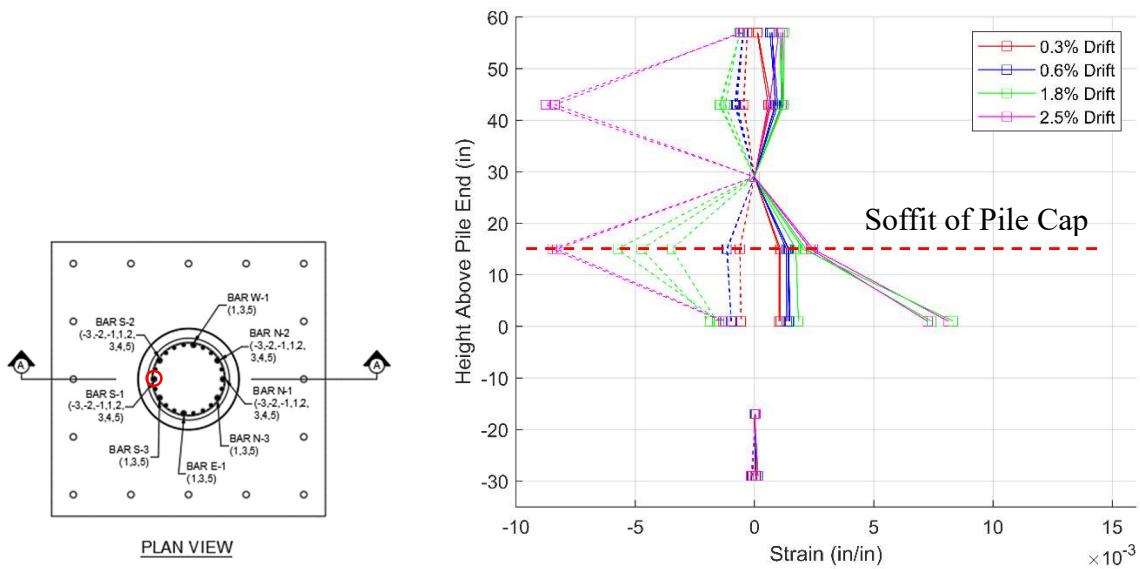 BAR W-1
(1,3,5)
BAR S-2
(-3,-2,-1,1,2,
3,4,5)
BAR N-2
(-3,-2,-1,1,2,
3,4,5)
A
A
BAR S-1
(-3,-2,-1,1,2,
3,4,5)
BAR N-1
(-3,-2,-1,1,2,
3,4,5)
BAR S-3
(1,3,5)
BAR E-1
(1,3,5)
BAR N-3
(1,3,5)
PLAN VIEW
60
50
40
30
20
10
0
-10
-20
-30
Height Above Pile End (in)
0.3% Drift
0.6% Drift
1.8% Drift
2.5% Drift
Soffit of Pile Cap
-10
-5
0
5
10
15
Strain (in/in)
×10⁻³